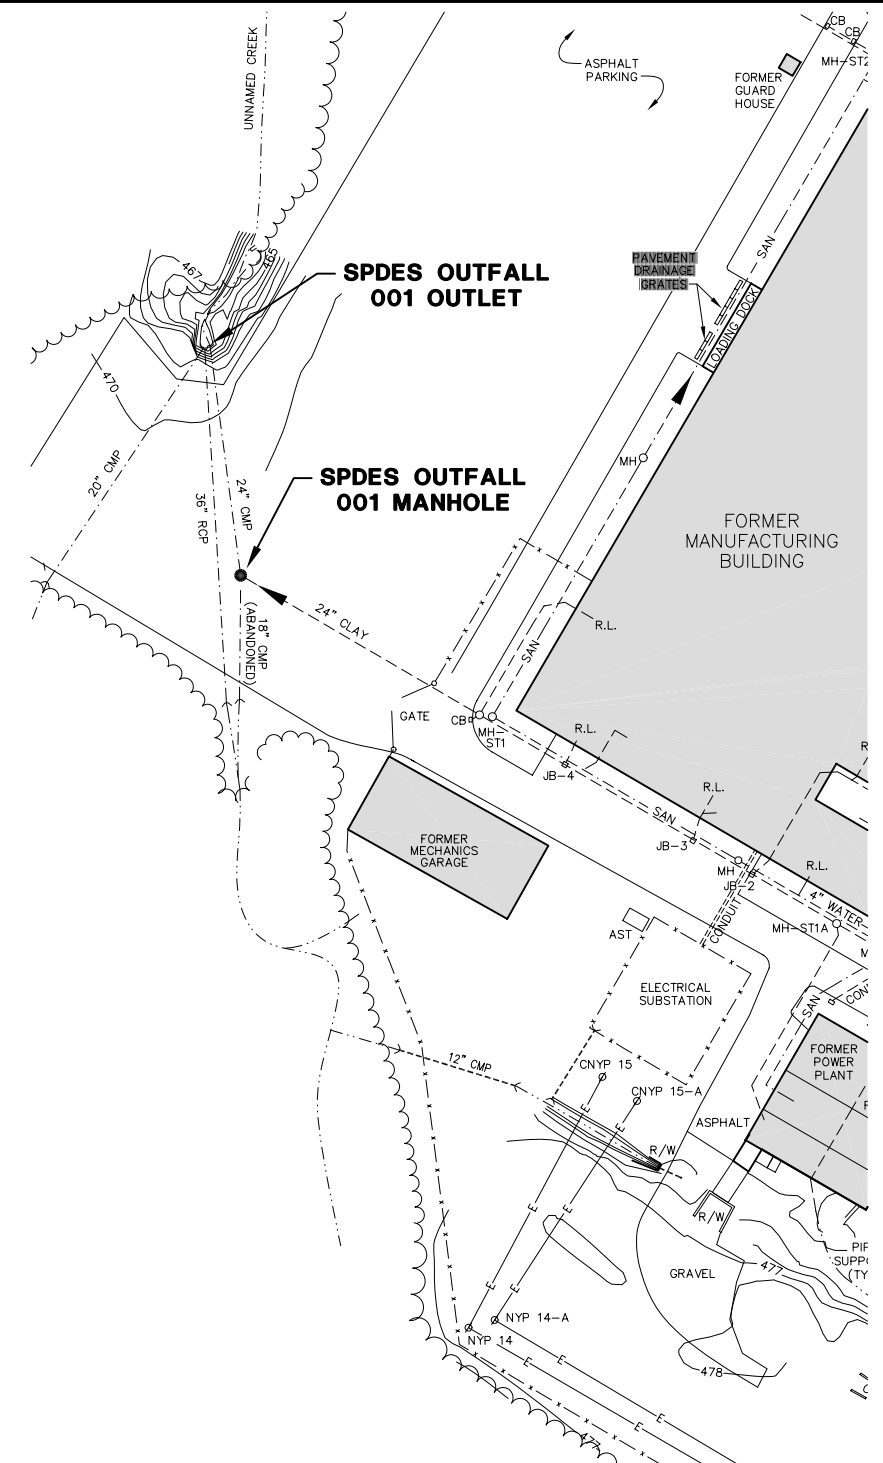 CB
CB
MH-ST2
UNNAMED CREEK
ASPHALT
PARKING
FORMER
GUARD
HOUSE
SAN
467
465
SPDES OUTFALL
001 OUTLET
PAVEMENT
DRAINAGE
GRATES
LOADING DOCK
470
20" CMP
36" RCP
24" CMP
MH
SPDES OUTFALL
001 MANHOLE
FORMER
MANUFACTURING
BUILDING
24" CLAY
18" CMP
(ABANDONED)
R.L.
SAN
GATE
CB
MH-
ST1
R.L.
JB-4
R.L.
SAN
JB-3
FORMER
MECHANICS
GARAGE
MH
JB-2
R.L.
4" WATER
CONDUIT
MH-ST1A
AST
ELECTRICAL
SUBSTATION
SAN
FORMER
POWER
PLANT
12" CMP
CNYP 15
CNYP 15-A
ASPHALT
E
E
R/W
E
E
R/W
GRAVEL
477
E
E
NYP 14-A
NYP 14
E
E
478
E
E
477